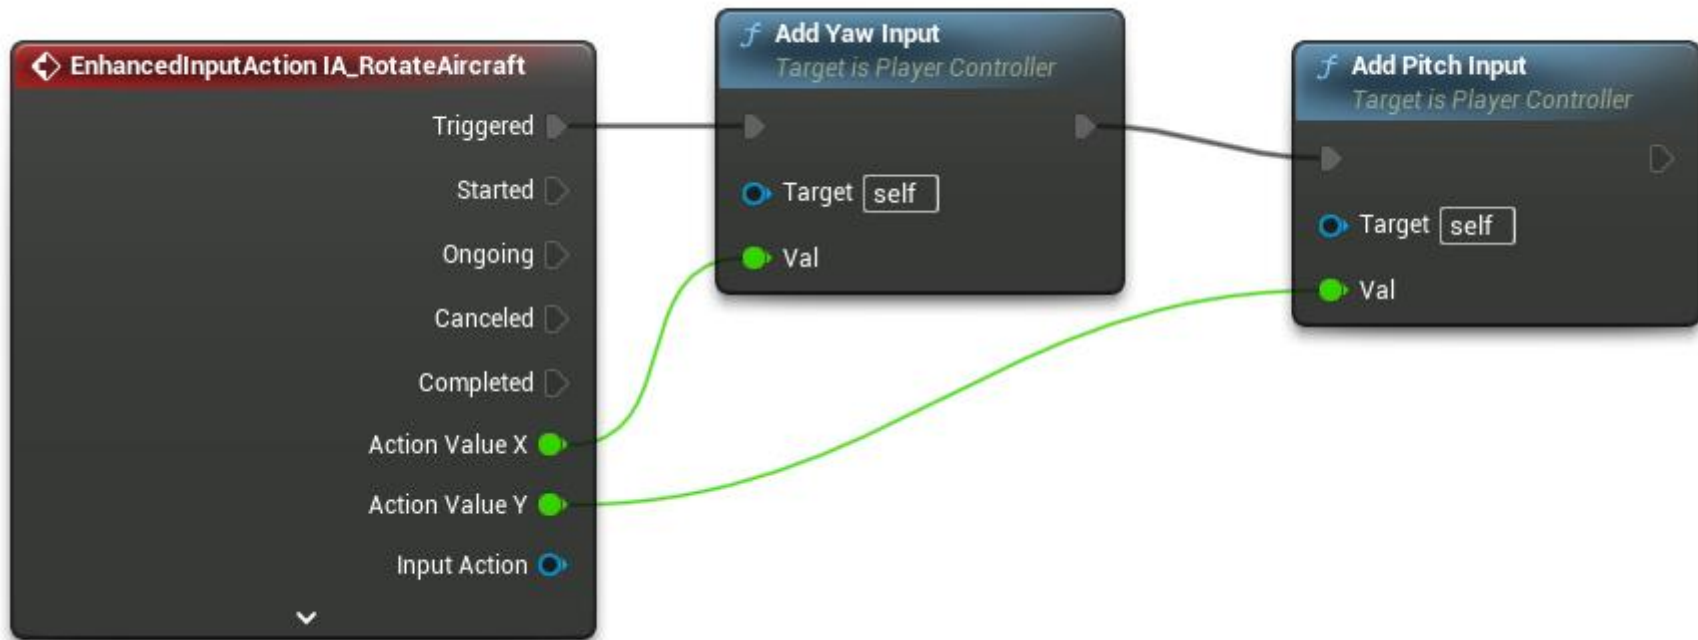 EnhancedInputAction IA_RotateAircraft
Triggered
Started
Ongoing
Canceled
Completed
Action Value X
Action Value Y
Input Action
f Add Yaw Input
Target is Player Controller
Target self
Val
f Add Pitch Input
Target is Player Controller
Target self
Val